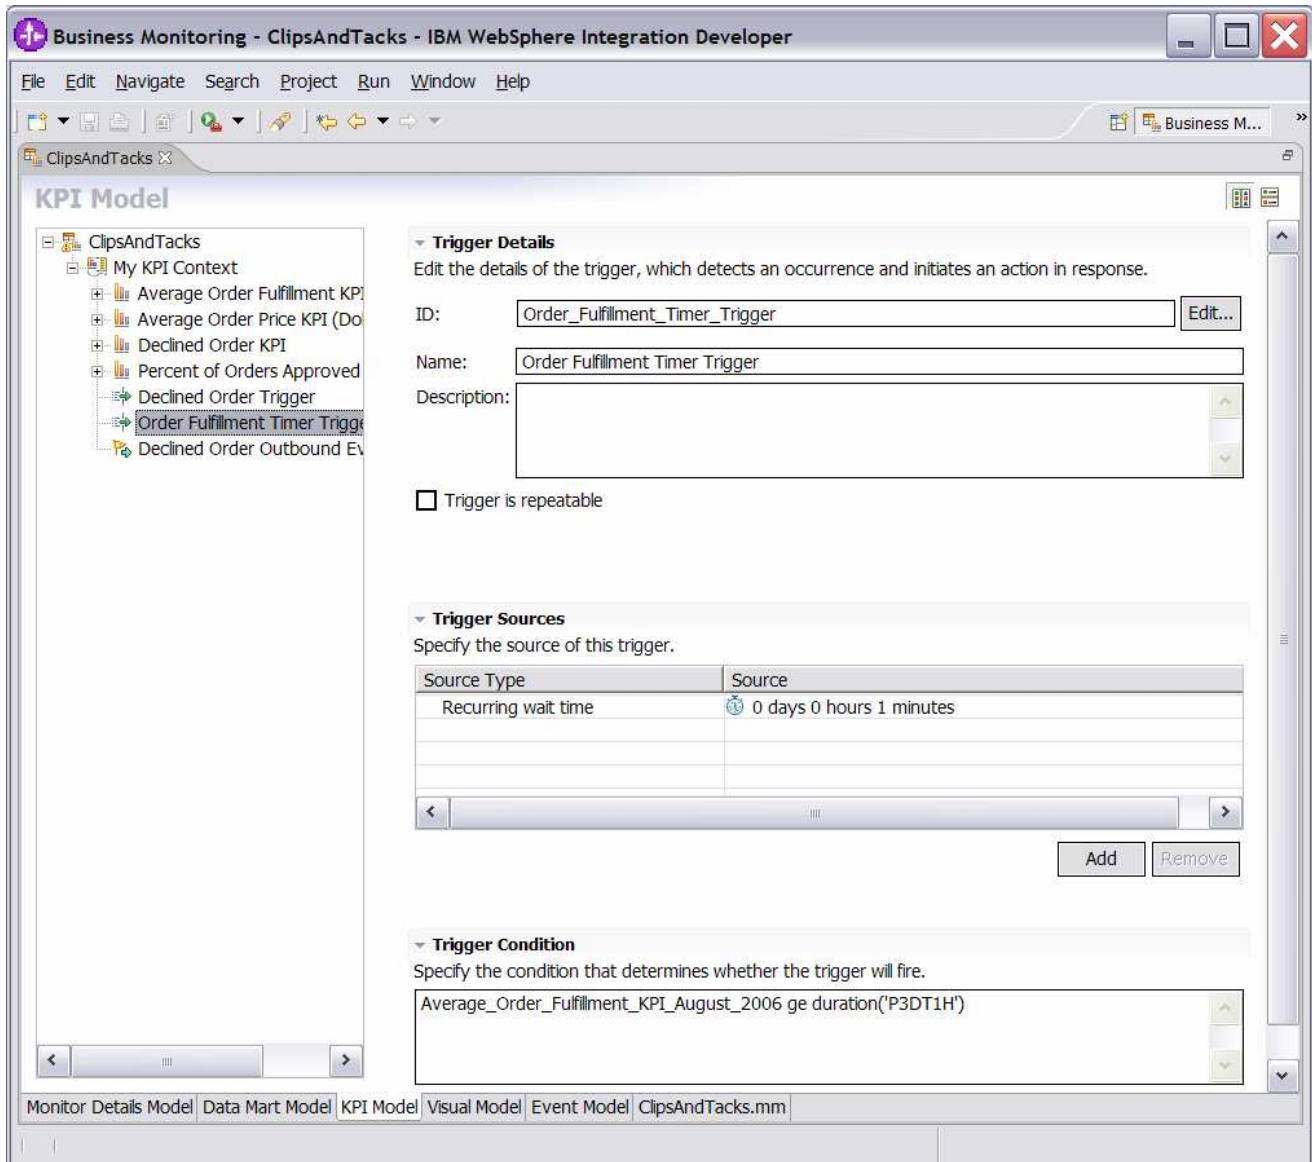 Business Monitoring - ClipsAndTacks - IBM WebSphere Integration Developer
File Edit Navigate Search Project Run Window Help
Business M... »
ClipsAndTacks
KPI Model
ClipsAndTacks
My KPI Context
Average Order Fulfillment KPI
Average Order Price KPI (Dol
Declined Order KPI
Percent of Orders Approved
Declined Order Trigger
Order Fulfillment Timer Trigge
Declined Order Outbound Ev
Trigger Details
Edit the details of the trigger, which detects an occurrence and initiates an action in response.
ID: Order_Fulfillment_Timer_Trigger Edit...
Name: Order Fulfillment Timer Trigger
Description:
Trigger is repeatable
Trigger Sources
Specify the source of this trigger.
Source Type Source
Recurring wait time 0 days 0 hours 1 minutes
Add Remove
Trigger Condition
Specify the condition that determines whether the trigger will fire.
Average_Order_Fulfillment_KPI_August_2006 ge duration('P3DT1H')
Monitor Details Model Data Mart Model KPI Model Visual Model Event Model ClipsAndTacks.mm